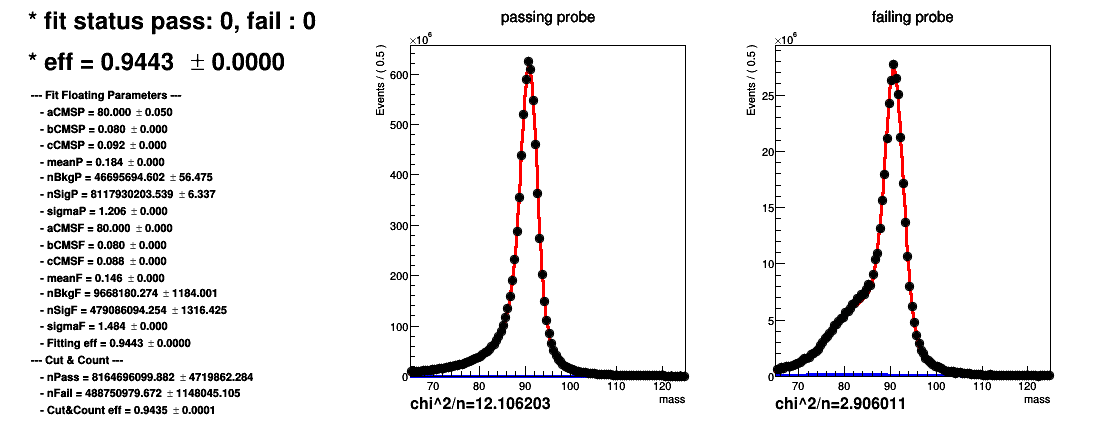 * fit status pass: 0, fail : 0
* eff = 0.9443 ± 0.0000
--- Fit Floating Parameters ---
- aCMSP = 80.000 ± 0.050
- bCMSP = 0.080 ± 0.000
- cCMSP = 0.092 ± 0.000
- meanP = 0.184 ± 0.000
- nBkgP = 46695694.602 ± 56.475
- nSigP = 8117930203.539 ± 6.337
- sigmaP = 1.206 ± 0.000
- aCMSF = 80.000 ± 0.000
- bCMSF = 0.080 ± 0.000
- cCMSF = 0.088 ± 0.000
- meanF = 0.146 ± 0.000
- nBkgF = 9668180.274 ± 1184.001
- nSigF = 479086094.254 ± 1316.425
- sigmaF = 1.484 ± 0.000
- Fitting eff = 0.9443 ± 0.0000
--- Cut & Count ---
- nPass = 8164696099.882 ± 4719862.284
- nFail = 488750979.672 ± 1148045.105
- Cut&Count eff = 0.9435 ± 0.0001
passing probe
×10⁶
Events / ( 0.5 )
600
500
400
300
200
100
0
70 80 90 100 110 120
mass
chi^2/n=12.106203
failing probe
×10⁶
Events / ( 0.5 )
25
20
15
10
5
0
70 80 90 100 110 120
mass
chi^2/n=2.906011